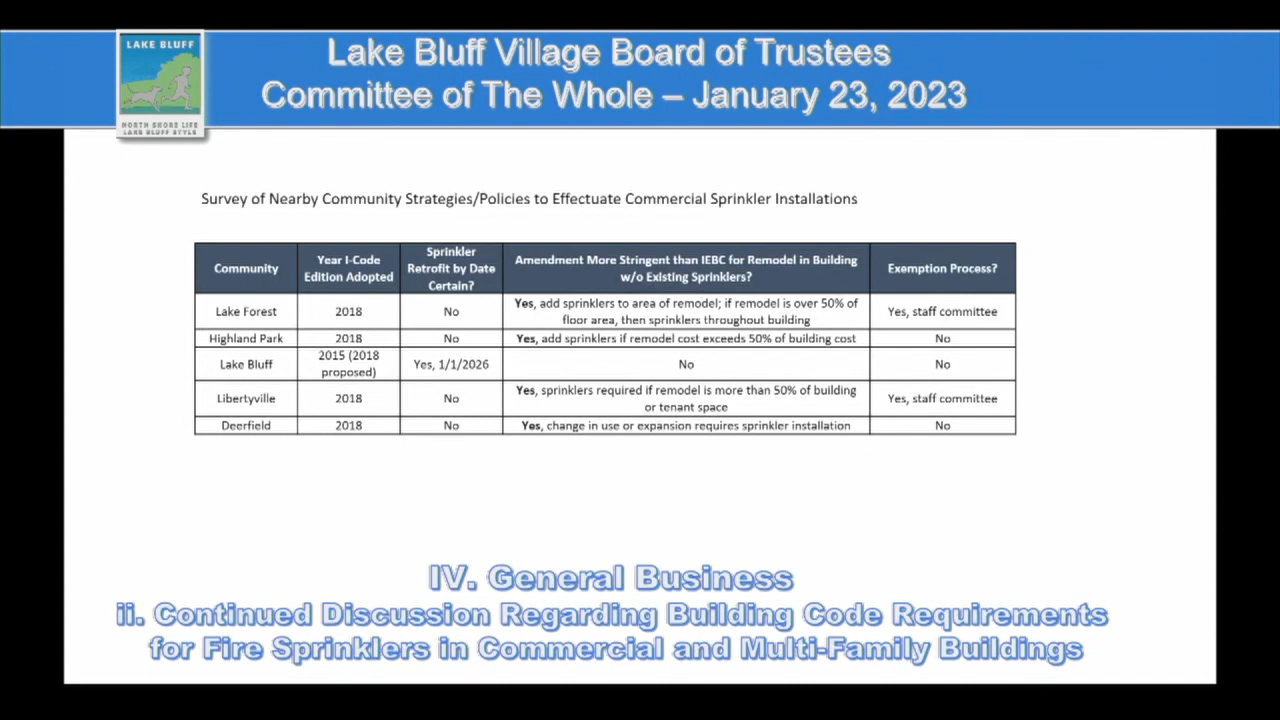 LAKE BLUFF
NORTH SHORE LIFE
LAKE BLUFF STYLE
Lake Bluff Village Board of Trustees
Committee of The Whole – January 23, 2023
Survey of Nearby Community Strategies/Policies to Effectuate Commercial Sprinkler Installations
Community | Year I-Code Edition Adopted | Sprinkler Retrofit by Date Certain? | Amendment More Stringent than IEBC for Remodel in Building w/o Existing Sprinklers? | Exemption Process?
Lake Forest | 2018 | No | Yes, add sprinklers to area of remodel; if remodel is over 50% of floor area, then sprinklers throughout building | Yes, staff committee
Highland Park | 2018 | No | Yes, add sprinklers if remodel cost exceeds 50% of building cost | No
Lake Bluff | 2015 (2018 proposed) | Yes, 1/1/2026 | No | No
Libertyville | 2018 | No | Yes, sprinklers required if remodel is more than 50% of building or tenant space | Yes, staff committee
Deerfield | 2018 | No | Yes, change in use or expansion requires sprinkler installation | No
IV. General Business
ii. Continued Discussion Regarding Building Code Requirements
for Fire Sprinklers in Commercial and Multi-Family Buildings